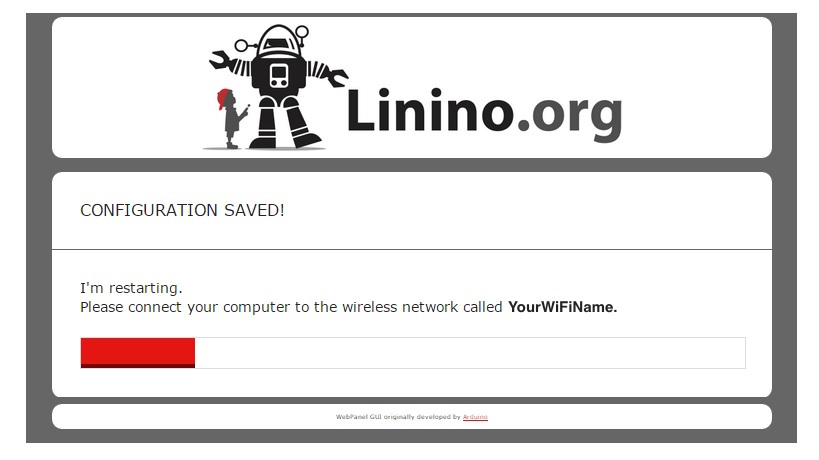 Linino.org
CONFIGURATION SAVED!
I'm restarting.
Please connect your computer to the wireless network called YourWiFiName.
WebPanel GUI originally developed by Arduino